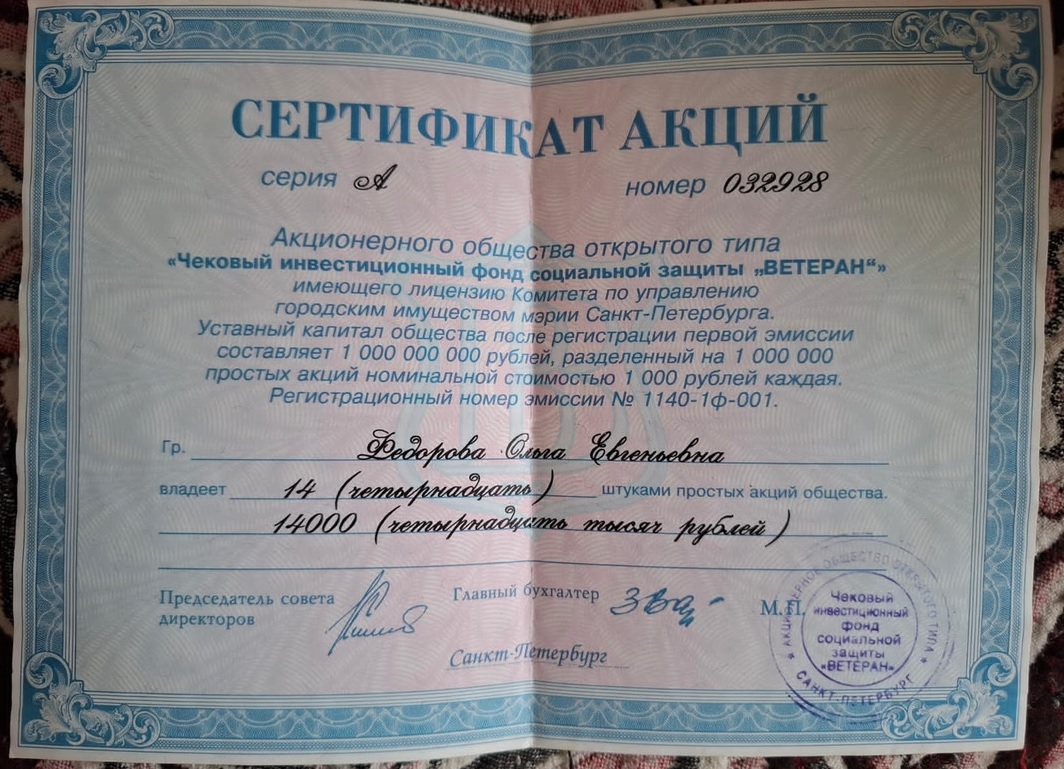 СЕРТИФИКАТ АКЦИЙ
серия А номер 032928
Акционерного общества открытого типа
«Чековый инвестиционный фонд социальной защиты „ВЕТЕРАН“»
имеющего лицензию Комитета по управлению
городским имуществом мэрии Санкт-Петербурга.
Уставный капитал общества после регистрации первой эмиссии
составляет 1 000 000 000 рублей, разделенный на 1 000 000
простых акций номинальной стоимостью 1 000 рублей каждая.
Регистрационный номер эмиссии № 1140-1ф-001.
Гр. Федорова Ольга Евгеньевна
владеет 14 (четырнадцать) штуками простых акций общества.
14000 (четырнадцать тысяч рублей)
Председатель совета
директоров
Главный бухгалтер
М.П.
Санкт-Петербург
АКЦИОНЕРНОЕ ОБЩЕСТВО ОТКРЫТОГО ТИПА
Чековый
инвестиционный
фонд
социальной
защиты
«ВЕТЕРАН»
* САНКТ-ПЕТЕРБУРГ *